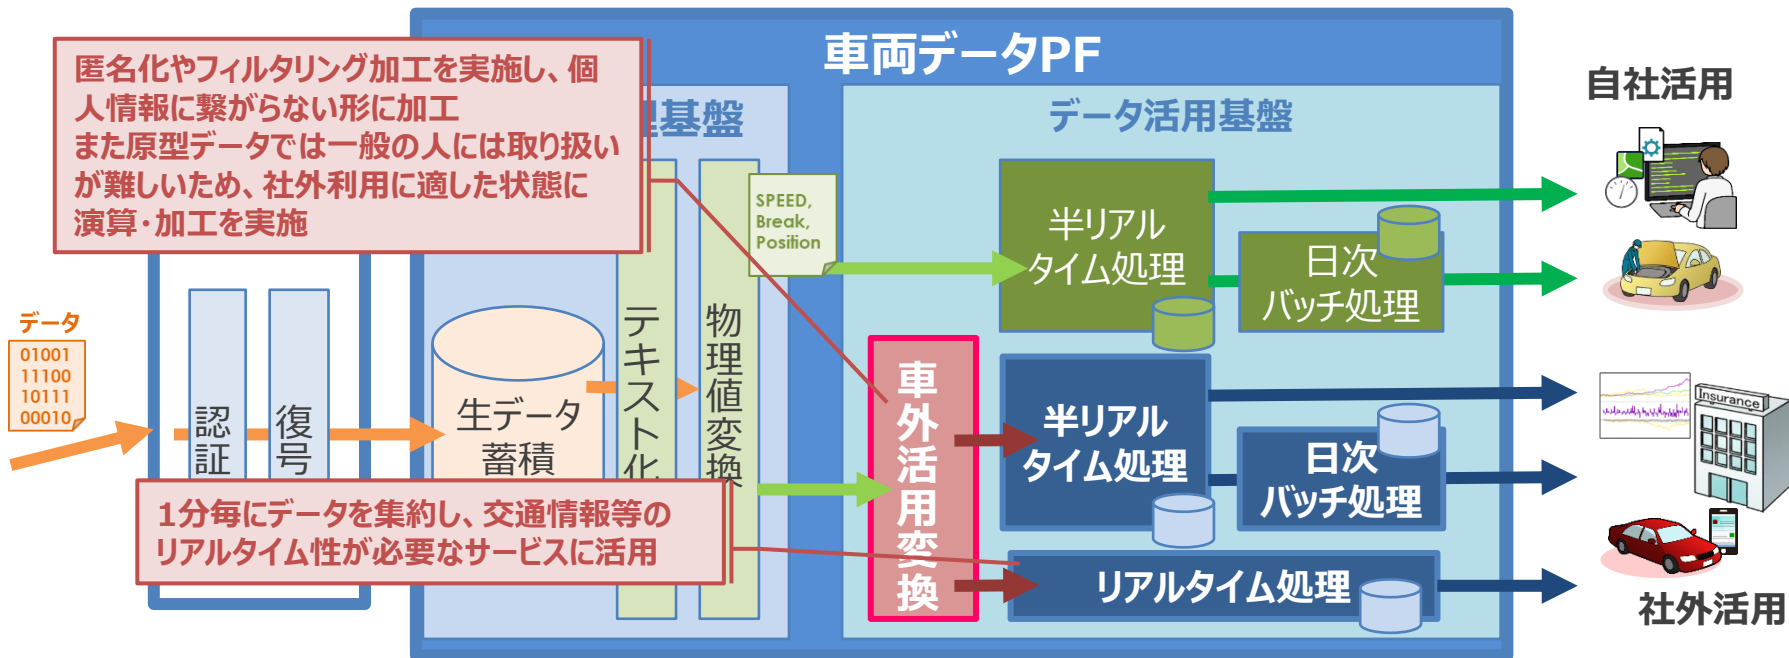 車両データPF
匿名化やフィルタリング加工を実施し、個
人情報に繋がらない形に加工
また原型データでは一般の人には取り扱い
が難しいため、社外利用に適した状態に
演算・加工を実施
基盤
データ活用基盤
自社活用
SPEED,
Break,
Position
半リアル
タイム処理
日次
バッチ処理
データ
01001
11100
10111
00010
認証
復号
生データ
蓄積
テキスト化
物理値変換
車外活用変換
半リアル
タイム処理
日次
バッチ処理
Insurance
1分毎にデータを集約し、交通情報等の
リアルタイム性が必要なサービスに活用
リアルタイム処理
社外活用